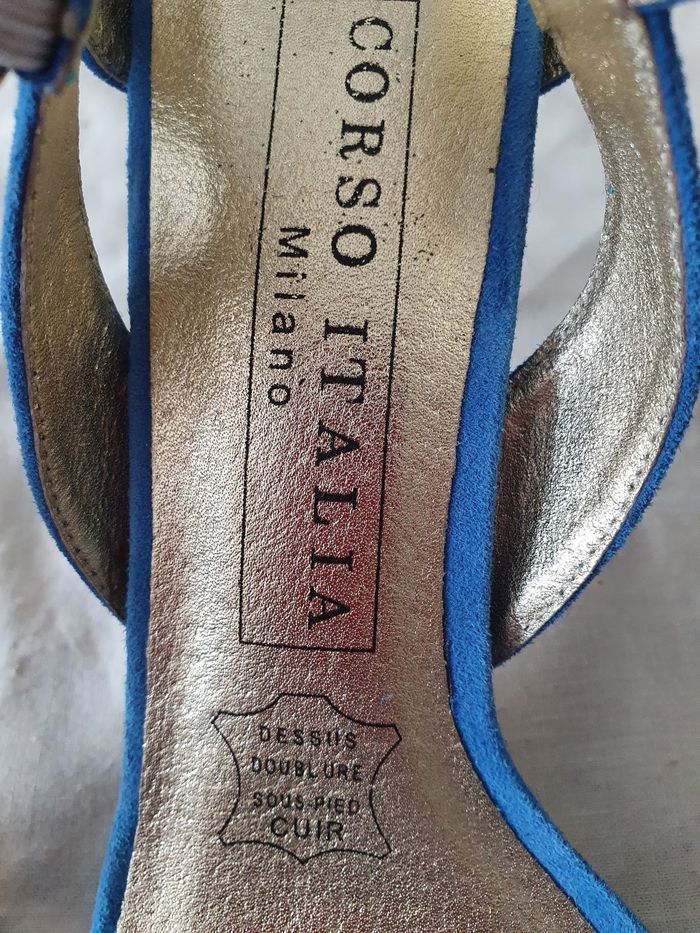 CORSO ITALIA
Milano
DESSUS
DOUBLURE
SOUS-PIED
CUIR